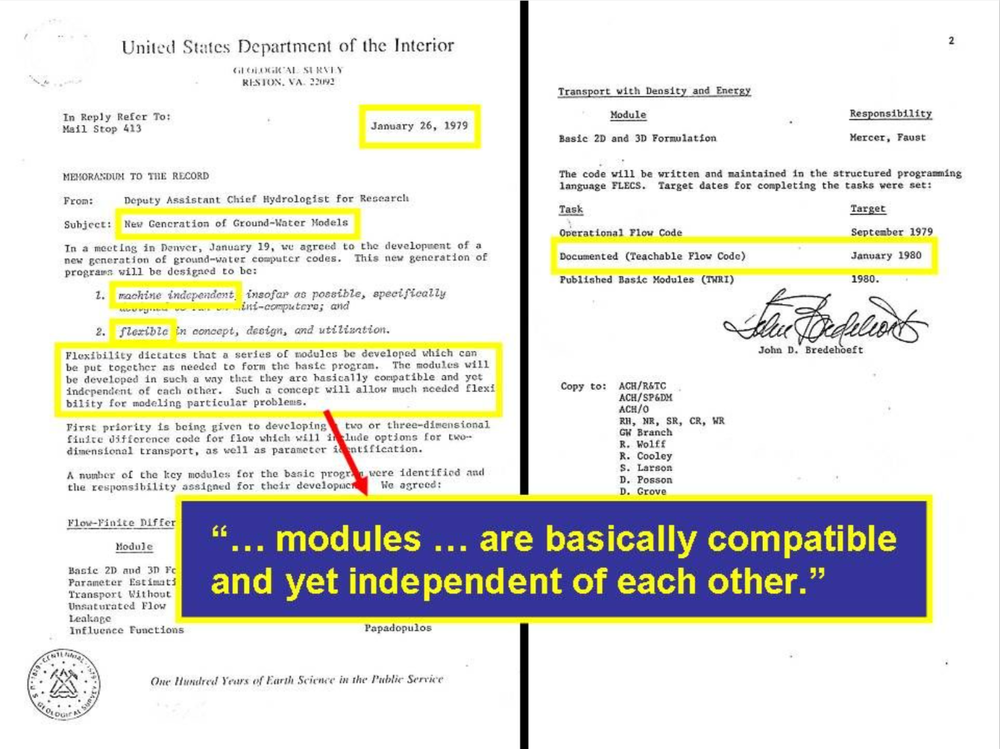 United States Department of the Interior
GEOLOGICAL SURVEY
RESTON, VA. 22092
In Reply Refer To:
Mail Stop 413
January 26, 1979
MEMORANDUM TO THE RECORD
From: Deputy Assistant Chief Hydrologist for Research
Subject: New Generation of Ground-Water Models
In a meeting in Denver, January 19, we agreed to the development of a
new generation of ground-water computer codes. This new generation of
programs will be designed to be:
1. machine independent, insofar as possible, specifically
mini-computers; and
2. flexible in concept, design, and utilization.
Flexibility dictates that a series of modules be developed which can
be put together as needed to form the basic program. The modules will
be developed in such a way that they are basically compatible and yet
independent of each other. Such a concept will allow much needed flexi
bility for modeling particular problems.
First priority is being given to developing a two or three-dimensional
finite difference code for flow which will include options for two-
dimensional transport, as well as parameter identification.
A number of the key modules for the basic program were identified and
the responsibility assigned for their development. We agreed:
Flow-Finite Differ
Module
Basic 2D and 3D Fo
Parameter Estimati
Transport Without
Unsaturated Flow
Leakage
Influence Functions Papadopulos
U.S. GEOLOGICAL SURVEY
1879 · CENTENNIAL · 1979
One Hundred Years of Earth Science in the Public Service
2
Transport with Density and Energy
Module Responsibility
Basic 2D and 3D Formulation Mercer, Faust
The code will be written and maintained in the structured programming
language FLECS. Target dates for completing the tasks were set:
Task Target
Operational Flow Code September 1979
Documented (Teachable Flow Code) January 1980
Published Basic Modules (TWRI) 1980.
John Bredehoeft
John D. Bredehoeft
Copy to: ACH/R&TC
ACH/SP&DM
ACH/O
RH, NR, SR, CR, WR
GW Branch
R. Wolff
R. Cooley
S. Larson
D. Posson
D. Grove
“... modules ... are basically compatible
and yet independent of each other.”